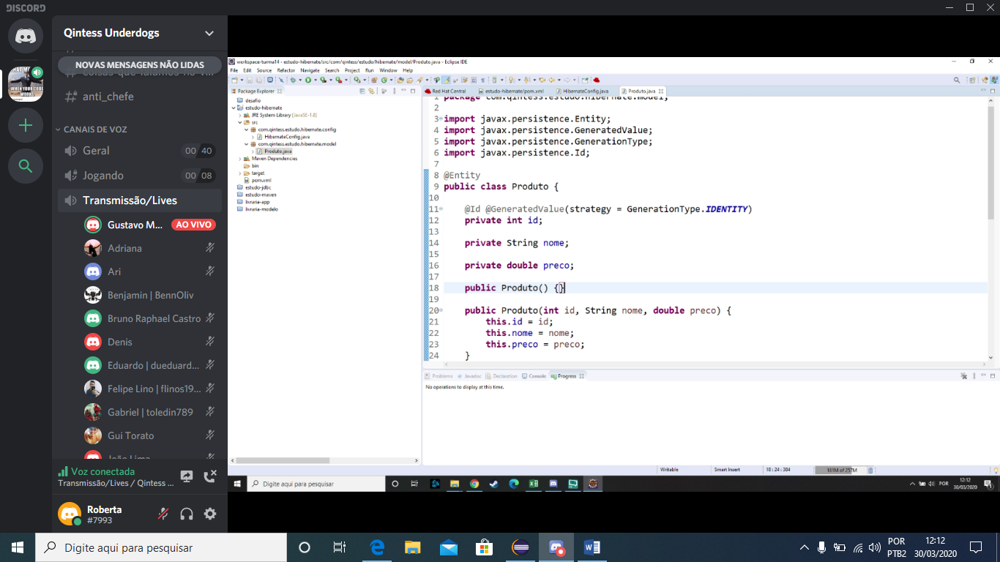 DISCORD
Qintess Underdogs
NOVAS MENSAGENS NÃO LIDAS
anti_chefe
CANAIS DE VOZ
Geral 00 40
Jogando 00 08
Transmissão/Lives
Gustavo M... AO VIVO
Adriana
Ari
Benjamin | BennOliv
Bruno Raphael Castro
Denis
Eduardo | dueduard...
Felipe Lino | flinos19...
Gabriel | toledin789
Gui Torato
João Lima
Voz conectada
Transmissão/Lives / Qintess ...
Roberta
#7993
workspace-turma14 - estudo-hibernate/src/com/qintess/estudo/hibernate/model/Produto.java - Eclipse IDE
File Edit Source Refactor Navigate Search Project Run Window Help
Package Explorer
desafio
estudo-hibernate
JRE System Library [JavaSE-1.8]
src
com.qintess.estudo.hibernate.config
HibernateConfig.java
com.qintess.estudo.hibernate.model
Produto.java
Maven Dependencies
bin
target
pom.xml
estudo-jdbc
estudo-maven
livraria-app
livraria-modelo
Red Hat Central estudo-hibernate/pom.xml HibernateConfig.java Produto.java
1 package com.qintess.estudo.hibernate.model;
2
3 import javax.persistence.Entity;
4 import javax.persistence.GeneratedValue;
5 import javax.persistence.GenerationType;
6 import javax.persistence.Id;
7
8 @Entity
9 public class Produto {
10
11 @Id @GeneratedValue(strategy = GenerationType.IDENTITY)
12 private int id;
13
14 private String nome;
15
16 private double preco;
17
18 public Produto() {}
19
20 public Produto(int id, String nome, double preco) {
21 this.id = id;
22 this.nome = nome;
23 this.preco = preco;
24 }
Problems Javadoc Declaration Console Progress
No operations to display at this time.
Writable Smart Insert 18 : 24 : 304 181M of 257M
Digite aqui para pesquisar
POR
12:12
30/03/2020
Digite aqui para pesquisar
POR
PTB2
12:12
30/03/2020